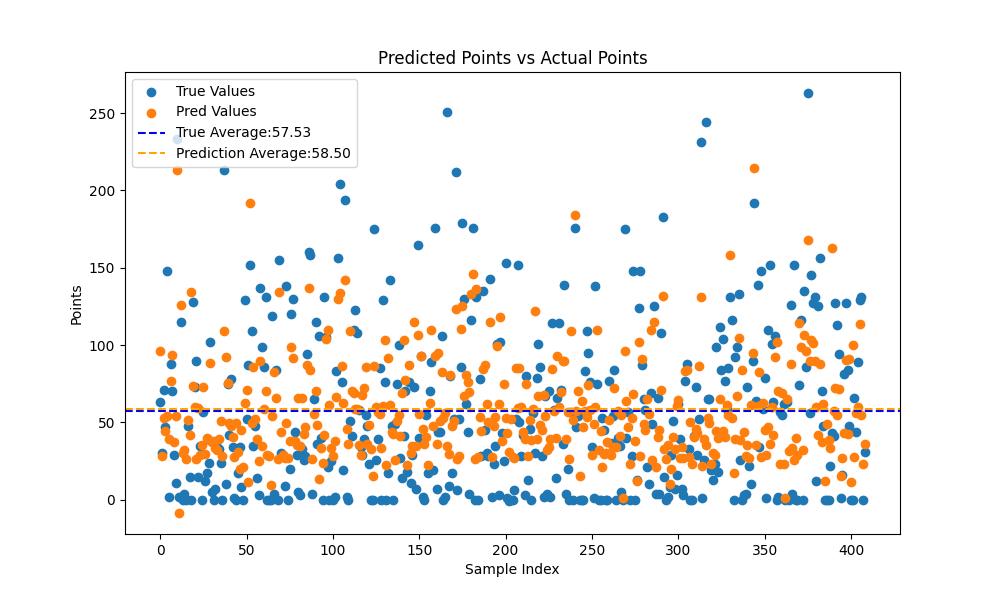 Predicted Points vs Actual Points
True Values
Pred Values
True Average:57.53
Prediction Average:58.50
Points
250
200
150
100
50
0
0 50 100 150 200 250 300 350 400
Sample Index